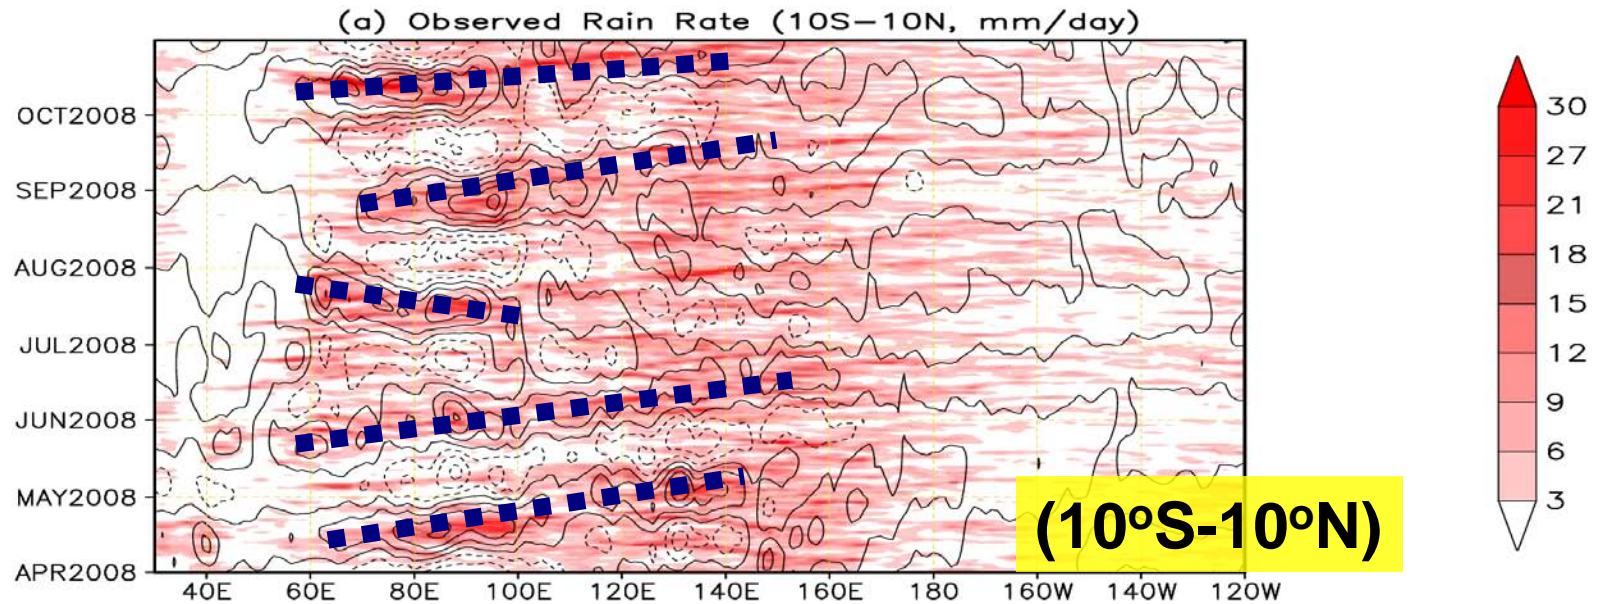 (a) Observed Rain Rate (10S−10N, mm/day)
OCT2008
SEP2008
AUG2008
JUL2008
JUN2008
MAY2008
APR2008
40E 60E 80E 100E 120E 140E 160E 180 160W 140W 120W
(10ºS-10ºN)
30
27
21
18
15
12
9
6
3